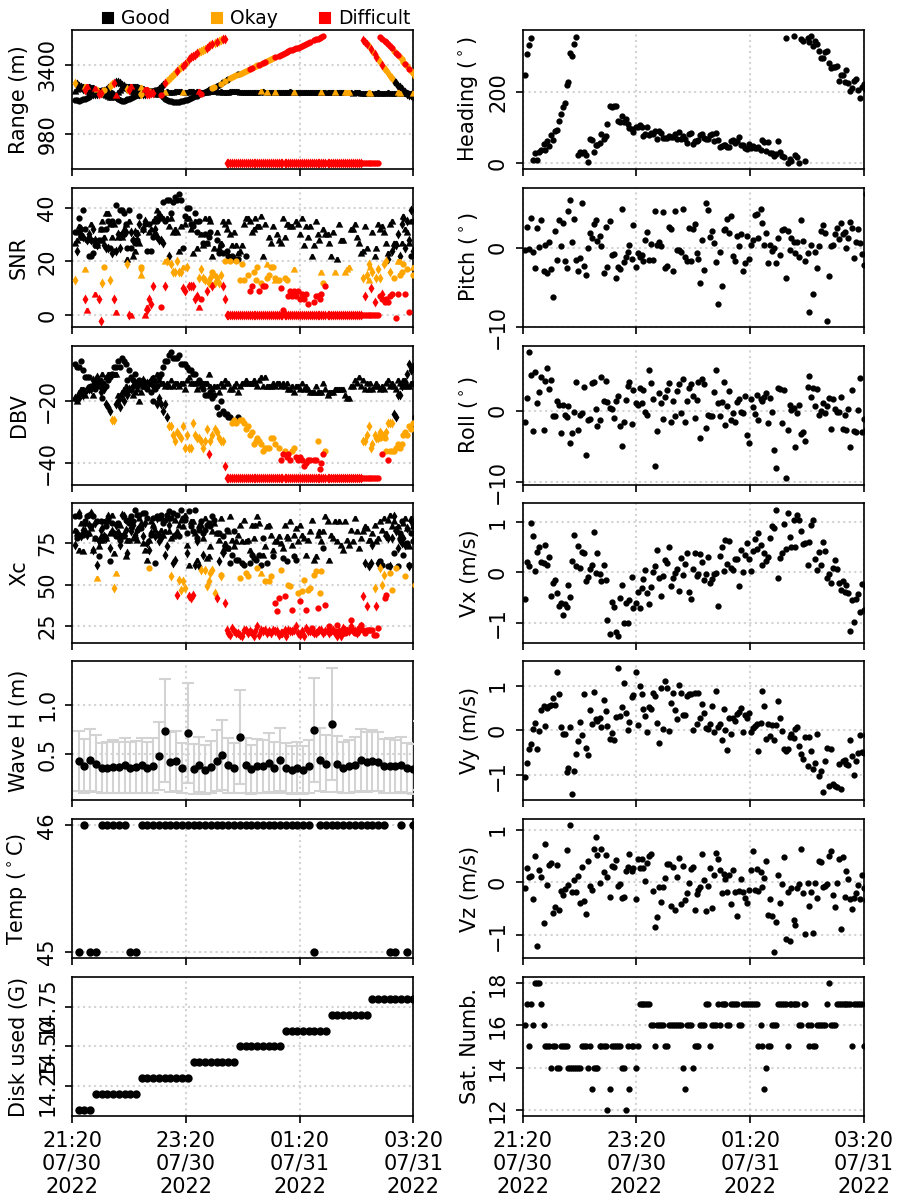 Good Okay Difficult
Range (m)
3400
980
Heading (°)
200
0
SNR
40
20
0
Pitch (°)
0
−10
DBV
−20
−40
Roll (°)
0
−10
Xc
75
50
25
Vx (m/s)
1
0
−1
Wave H (m)
1.0
0.5
Vy (m/s)
1
0
−1
Temp (°C)
46
45
Vz (m/s)
1
0
−1
Disk used (G)
14.75
14.50
14.25
Sat. Numb.
18
16
14
12
21:20 23:20 01:20 03:20
07/30 07/30 07/31 07/31
2022 2022 2022 2022
21:20 23:20 01:20 03:20
07/30 07/30 07/31 07/31
2022 2022 2022 2022